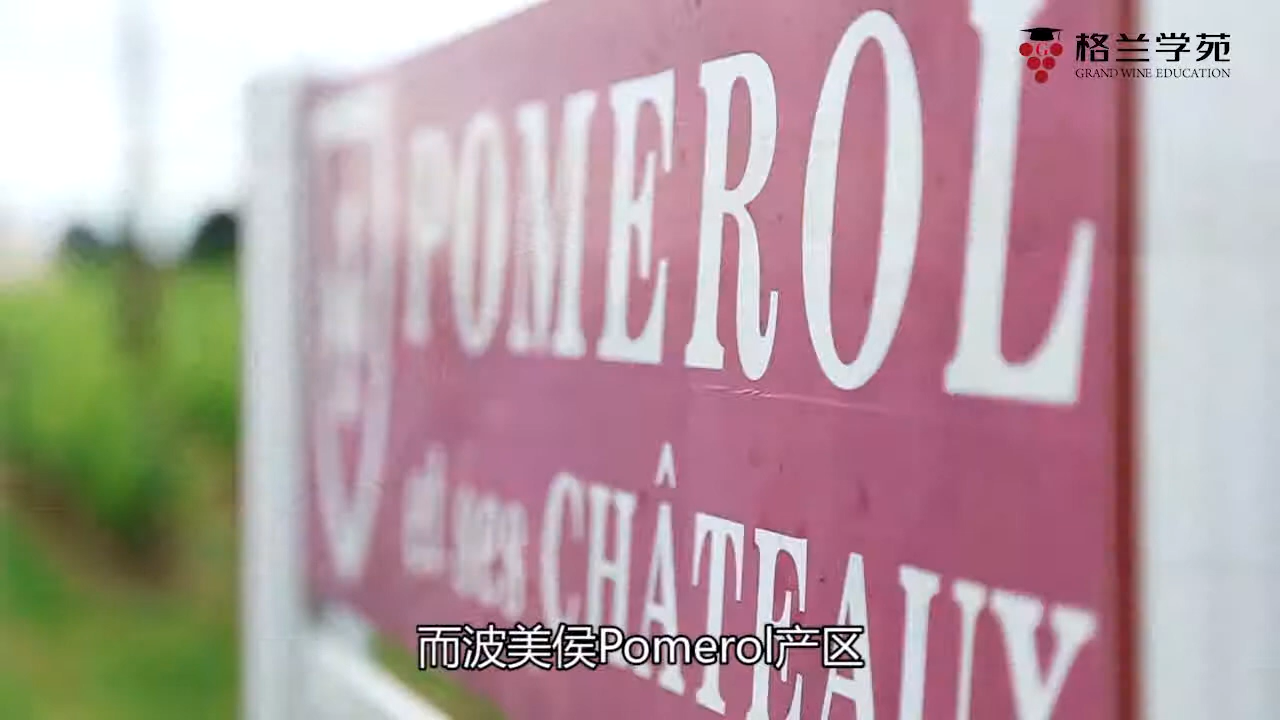 格兰学苑
GRAND WINE EDUCATION
POMEROL
et ses CHÂTEAUX
而波美侯Pomerol产区